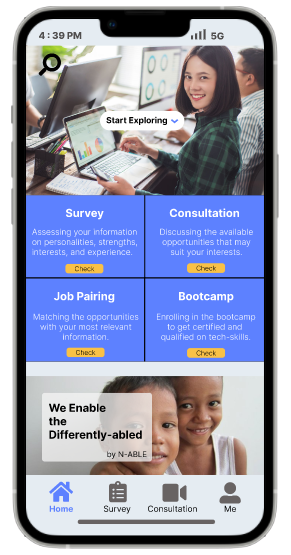 4 : 39 PM 5G
Start Exploring
Survey
Assessing your information
on personalities, strengths,
interests, and experience.
Check
Consultation
Discussing the available
opportunities that may
suit your interests.
Check
Job Pairing
Matching the opportunities
with your most relevant
information.
Check
Bootcamp
Enrolling in the bootcamp
to get certified and
qualified on tech-skills.
Check
We Enable
the
Differently-abled
by N-ABLE
Home Survey Consultation Me